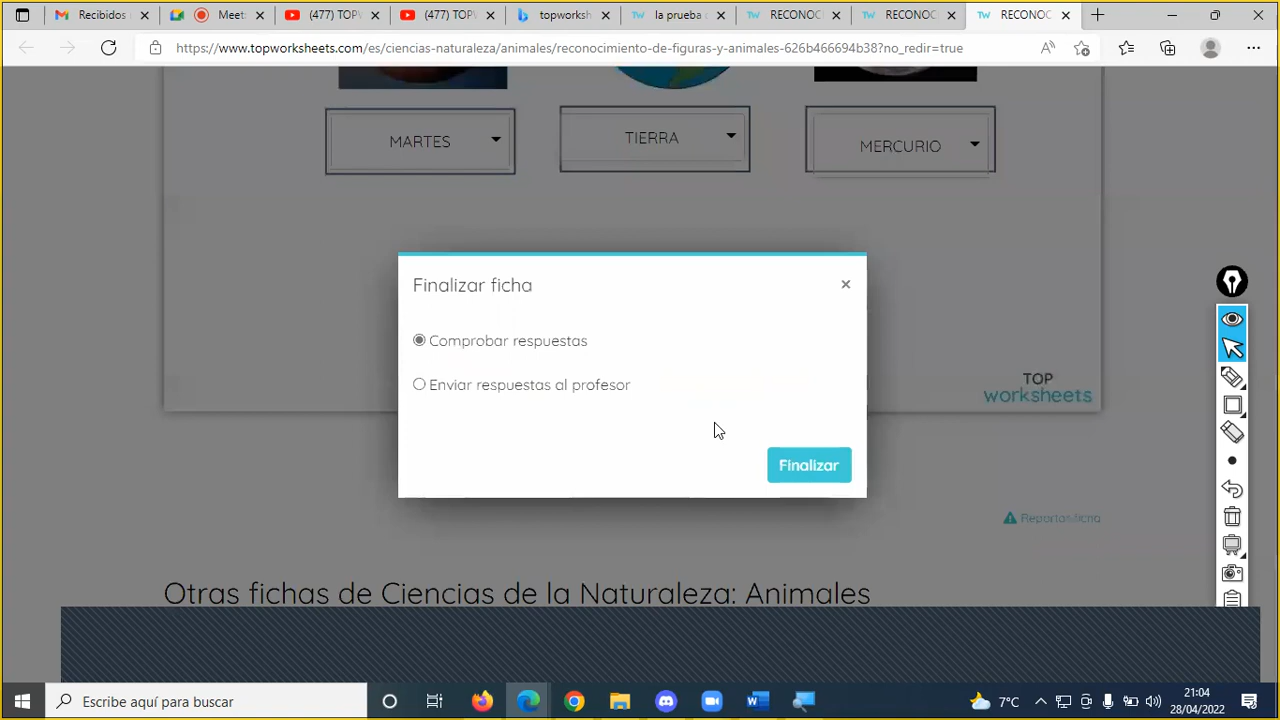 Recibidos
Meet:
(477) TOPV
(477) TOPV
topworksh
la prueba
RECONOC
RECONOC
RECONOC
https://www.topworksheets.com/es/ciencias-naturaleza/animales/reconocimiento-de-figuras-y-animales-626b466694b38?no_redir=true
MARTES
TIERRA
MERCURIO
Finalizar ficha
Comprobar respuestas
Enviar respuestas al profesor
Finalizar
TOP
worksheets
Reportar ficha
Otras fichas de Ciencias de la Naturaleza: Animales
Escribe aquí para buscar
7°C
21:04
28/04/2022